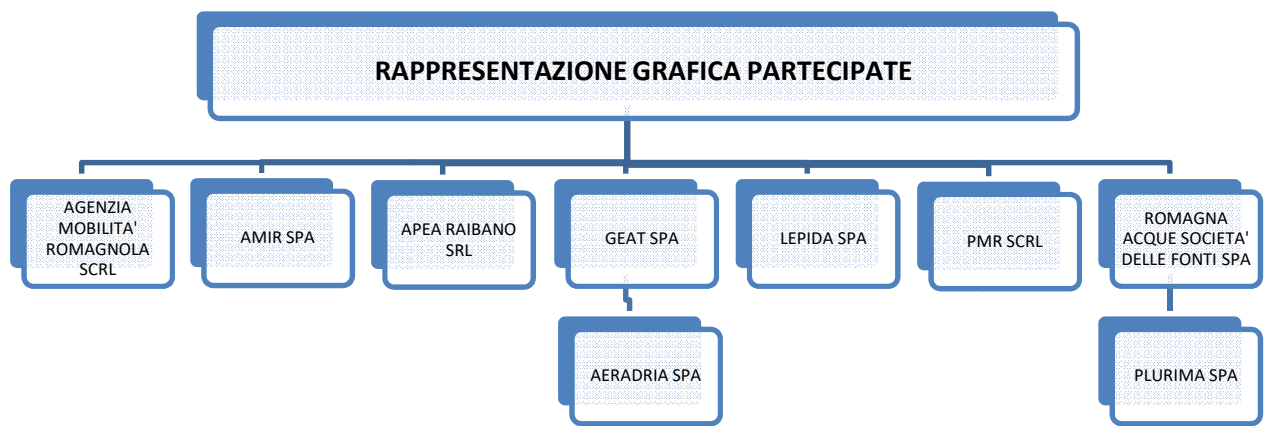 RAPPRESENTAZIONE GRAFICA PARTECIPATE
AGENZIA
MOBILITA'
ROMAGNOLA
SCRL
AMIR SPA
APEA RAIBANO
SRL
GEAT SPA
LEPIDA SPA
PMR SCRL
ROMAGNA
ACQUE SOCIETA'
DELLE FONTI SPA
AERADRIA SPA
PLURIMA SPA